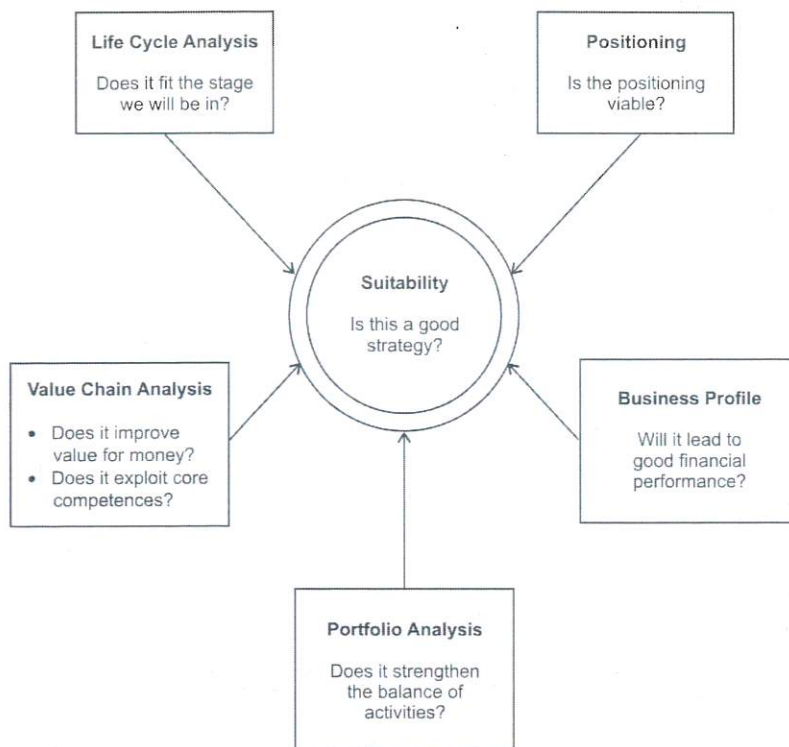 Life Cycle Analysis
Does it fit the stage
we will be in?
Positioning
Is the positioning
viable?
Suitability
Is this a good
strategy?
Value Chain Analysis
• Does it improve
value for money?
• Does it exploit core
competences?
Business Profile
Will it lead to
good financial
performance?
Portfolio Analysis
Does it strengthen
the balance of
activities?